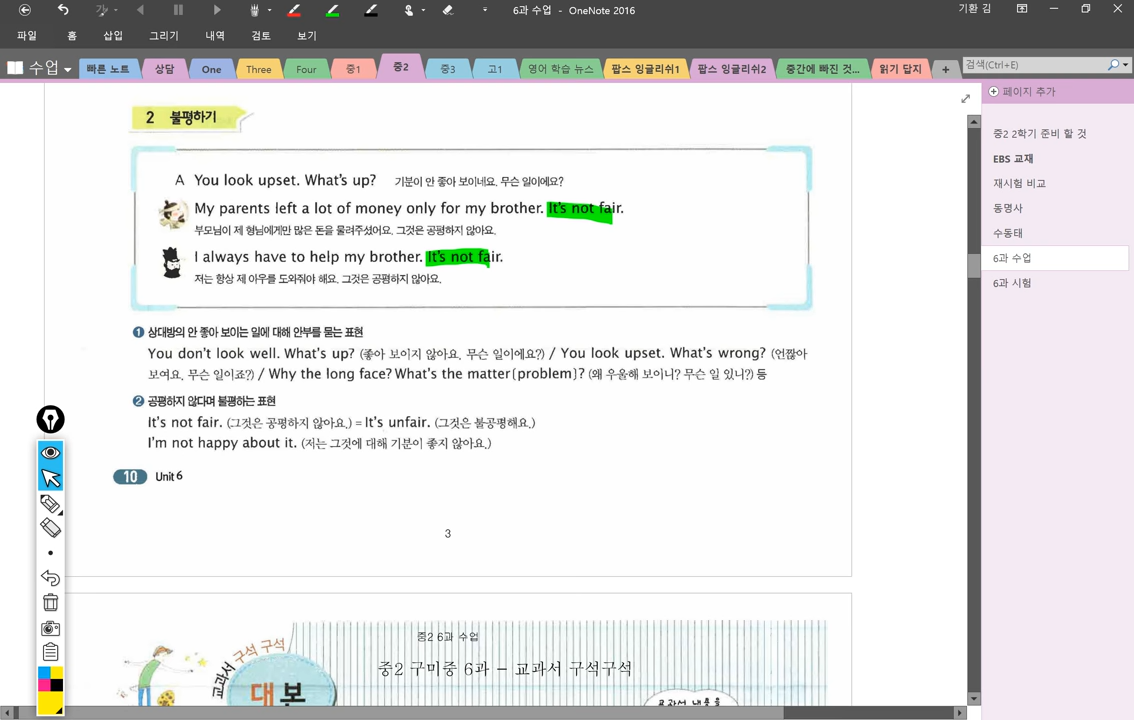 6과 수업 - OneNote 2016
기환 김
파일 홈 삽입 그리기 내역 검토 보기
수업 빠른 노트 상담 One Three Four 중1 중2 중3 고1 영어 학습 뉴스 팝스 잉글리쉬1 팝스 잉글리쉬2 중간에 빠진 것... 읽기 답지 + 검색(Ctrl+E)
페이지 추가
중2 2학기 준비 할 것
EBS 교재
재시험 비교
동명사
수동태
6과 수업
6과 시험
2 불평하기
A You look upset. What's up? 기분이 안 좋아 보이네요. 무슨 일이에요?
My parents left a lot of money only for my brother. It's not fair.
부모님이 제 형님에게만 많은 돈을 물려주셨어요. 그것은 공평하지 않아요.
I always have to help my brother. It's not fair.
저는 항상 제 아우를 도와줘야 해요. 그것은 공평하지 않아요.
1 상대방의 안 좋아 보이는 일에 대해 안부를 묻는 표현
You don't look well. What's up? (좋아 보이지 않아요. 무슨 일이에요?) / You look upset. What's wrong? (언짢아
보여요. 무슨 일이죠?) / Why the long face? What's the matter(problem)? (왜 우울해 보이니? 무슨 일 있니?) 등
2 공평하지 않다며 불평하는 표현
It's not fair. (그것은 공평하지 않아요.) = It's unfair. (그것은 불공평해요.)
I'm not happy about it. (저는 그것에 대해 기분이 좋지 않아요.)
10 Unit 6
3
중2 6과 수업
중2 구미중 6과 - 교과서 구석구석
교과서 구석 구석
대본